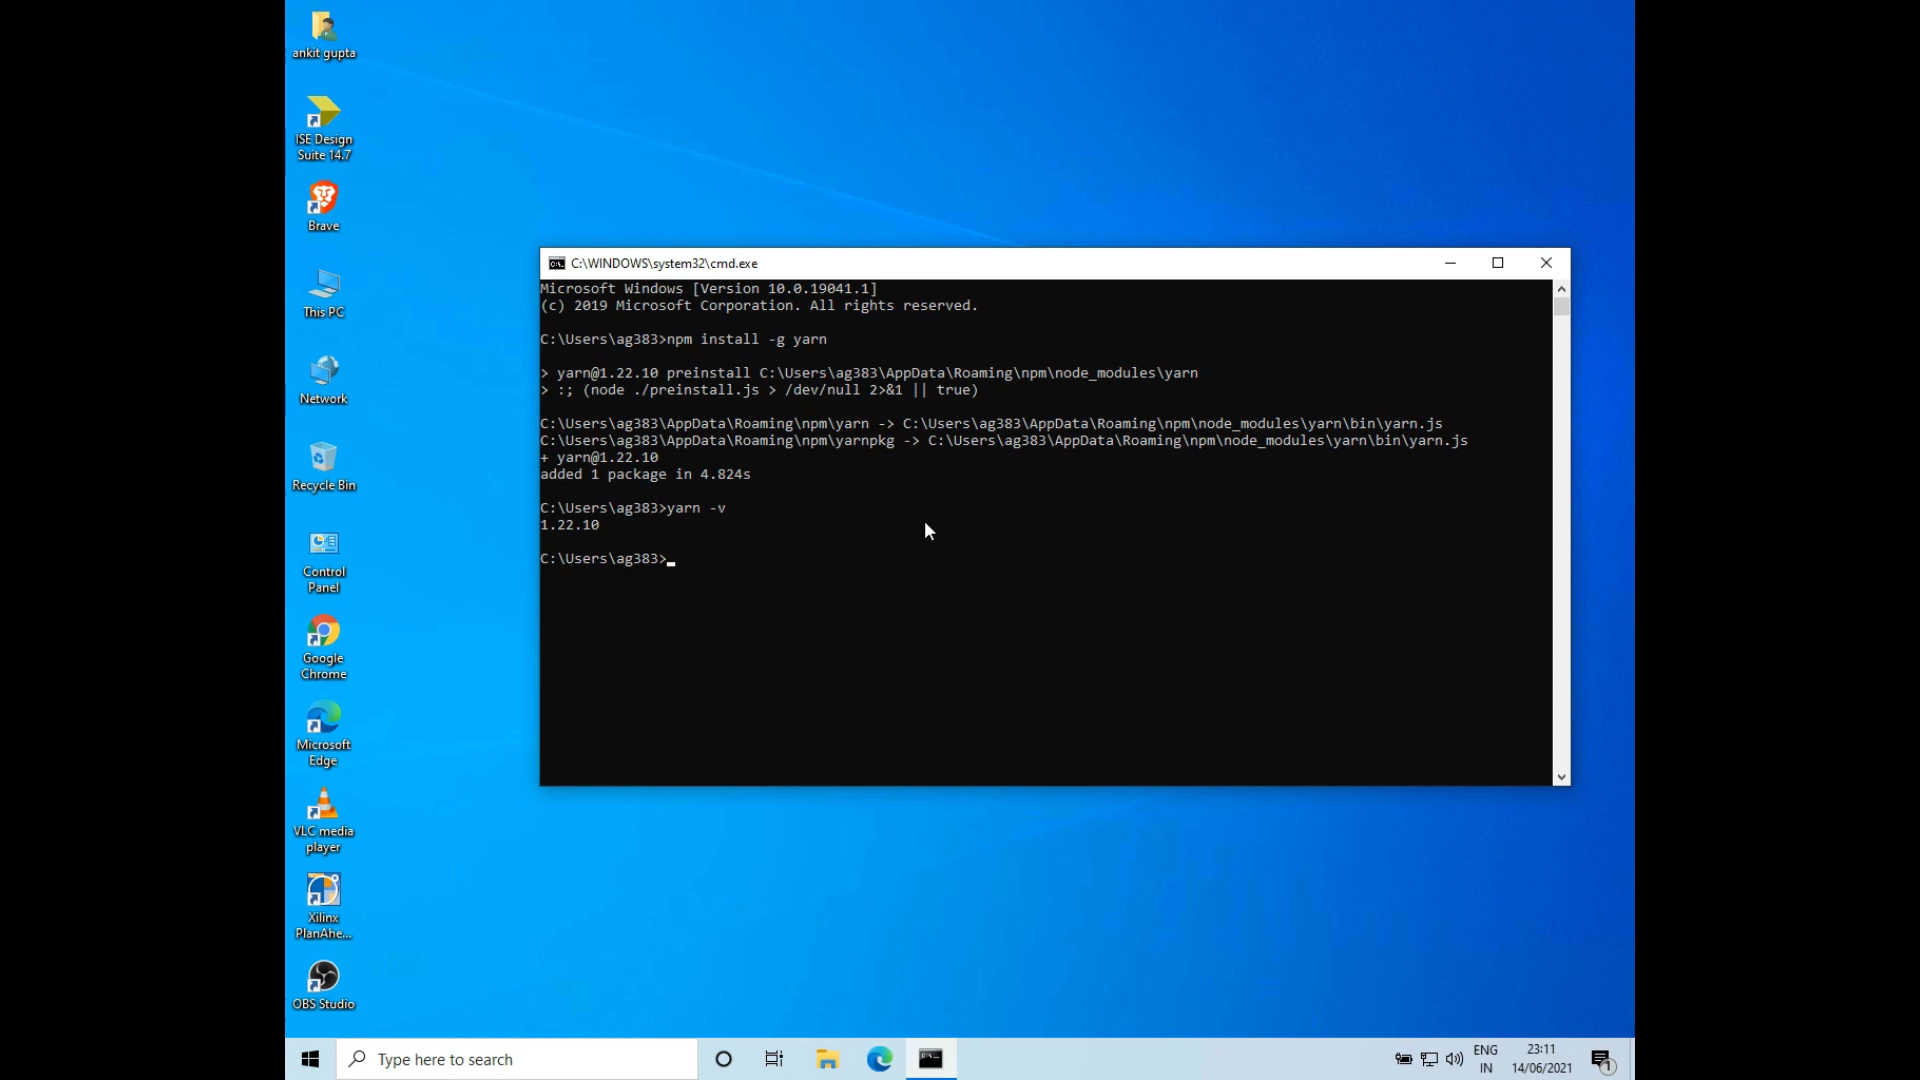 ankit gupta
ISE Design
Suite 14.7
Brave
This PC
Network
Recycle Bin
Control
Panel
Google
Chrome
Microsoft
Edge
VLC media
player
Xilinx
PlanAhe...
OBS Studio
C:\WINDOWS\system32\cmd.exe
Microsoft Windows [Version 10.0.19041.1]
(c) 2019 Microsoft Corporation. All rights reserved.
C:\Users\ag383>npm install -g yarn
> yarn@1.22.10 preinstall C:\Users\ag383\AppData\Roaming\npm\node_modules\yarn
> :; (node ./preinstall.js > /dev/null 2>&1 || true)
C:\Users\ag383\AppData\Roaming\npm\yarn -> C:\Users\ag383\AppData\Roaming\npm\node_modules\yarn\bin\yarn.js
C:\Users\ag383\AppData\Roaming\npm\yarnpkg -> C:\Users\ag383\AppData\Roaming\npm\node_modules\yarn\bin\yarn.js
+ yarn@1.22.10
added 1 package in 4.824s
C:\Users\ag383>yarn -v
1.22.10
C:\Users\ag383>
Type here to search
ENG
IN
23:11
14/06/2021
1